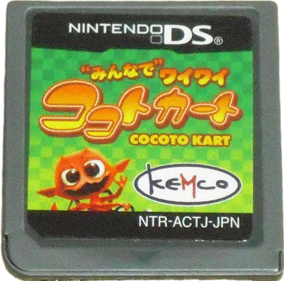 NINTENDO DS
"みんなで"ワイワイ
ココットカート
COCOTO KART
KEMCO
NTR-ACTJ-JPN